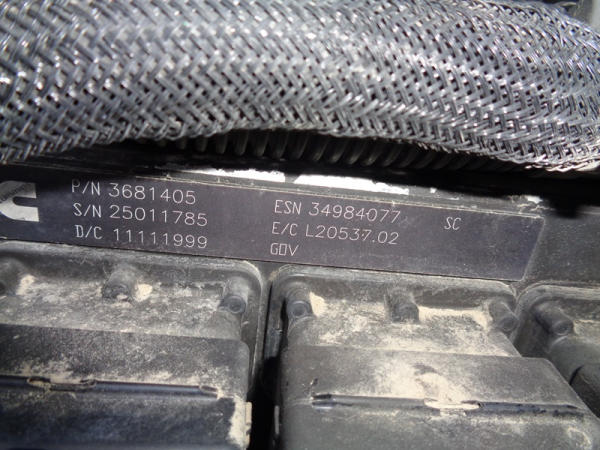 P/N 3681405
S/N 25011785
D/C 11111999
ESN 34984077 SC
E/C L20537.02
GOV